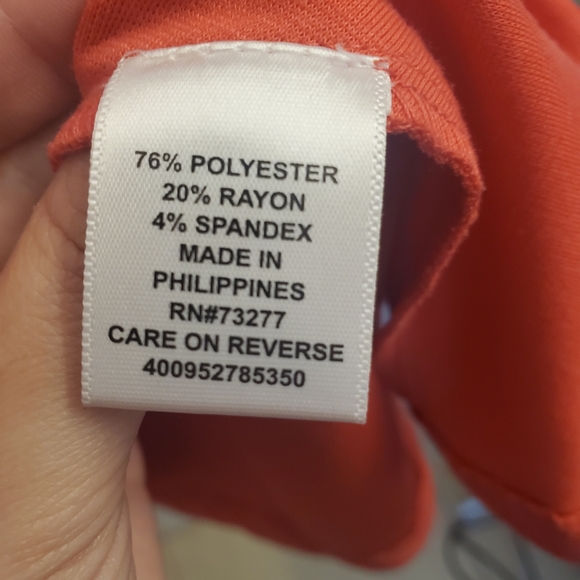 76% POLYESTER
20% RAYON
4% SPANDEX
MADE IN
PHILIPPINES
RN#73277
CARE ON REVERSE
400952785350